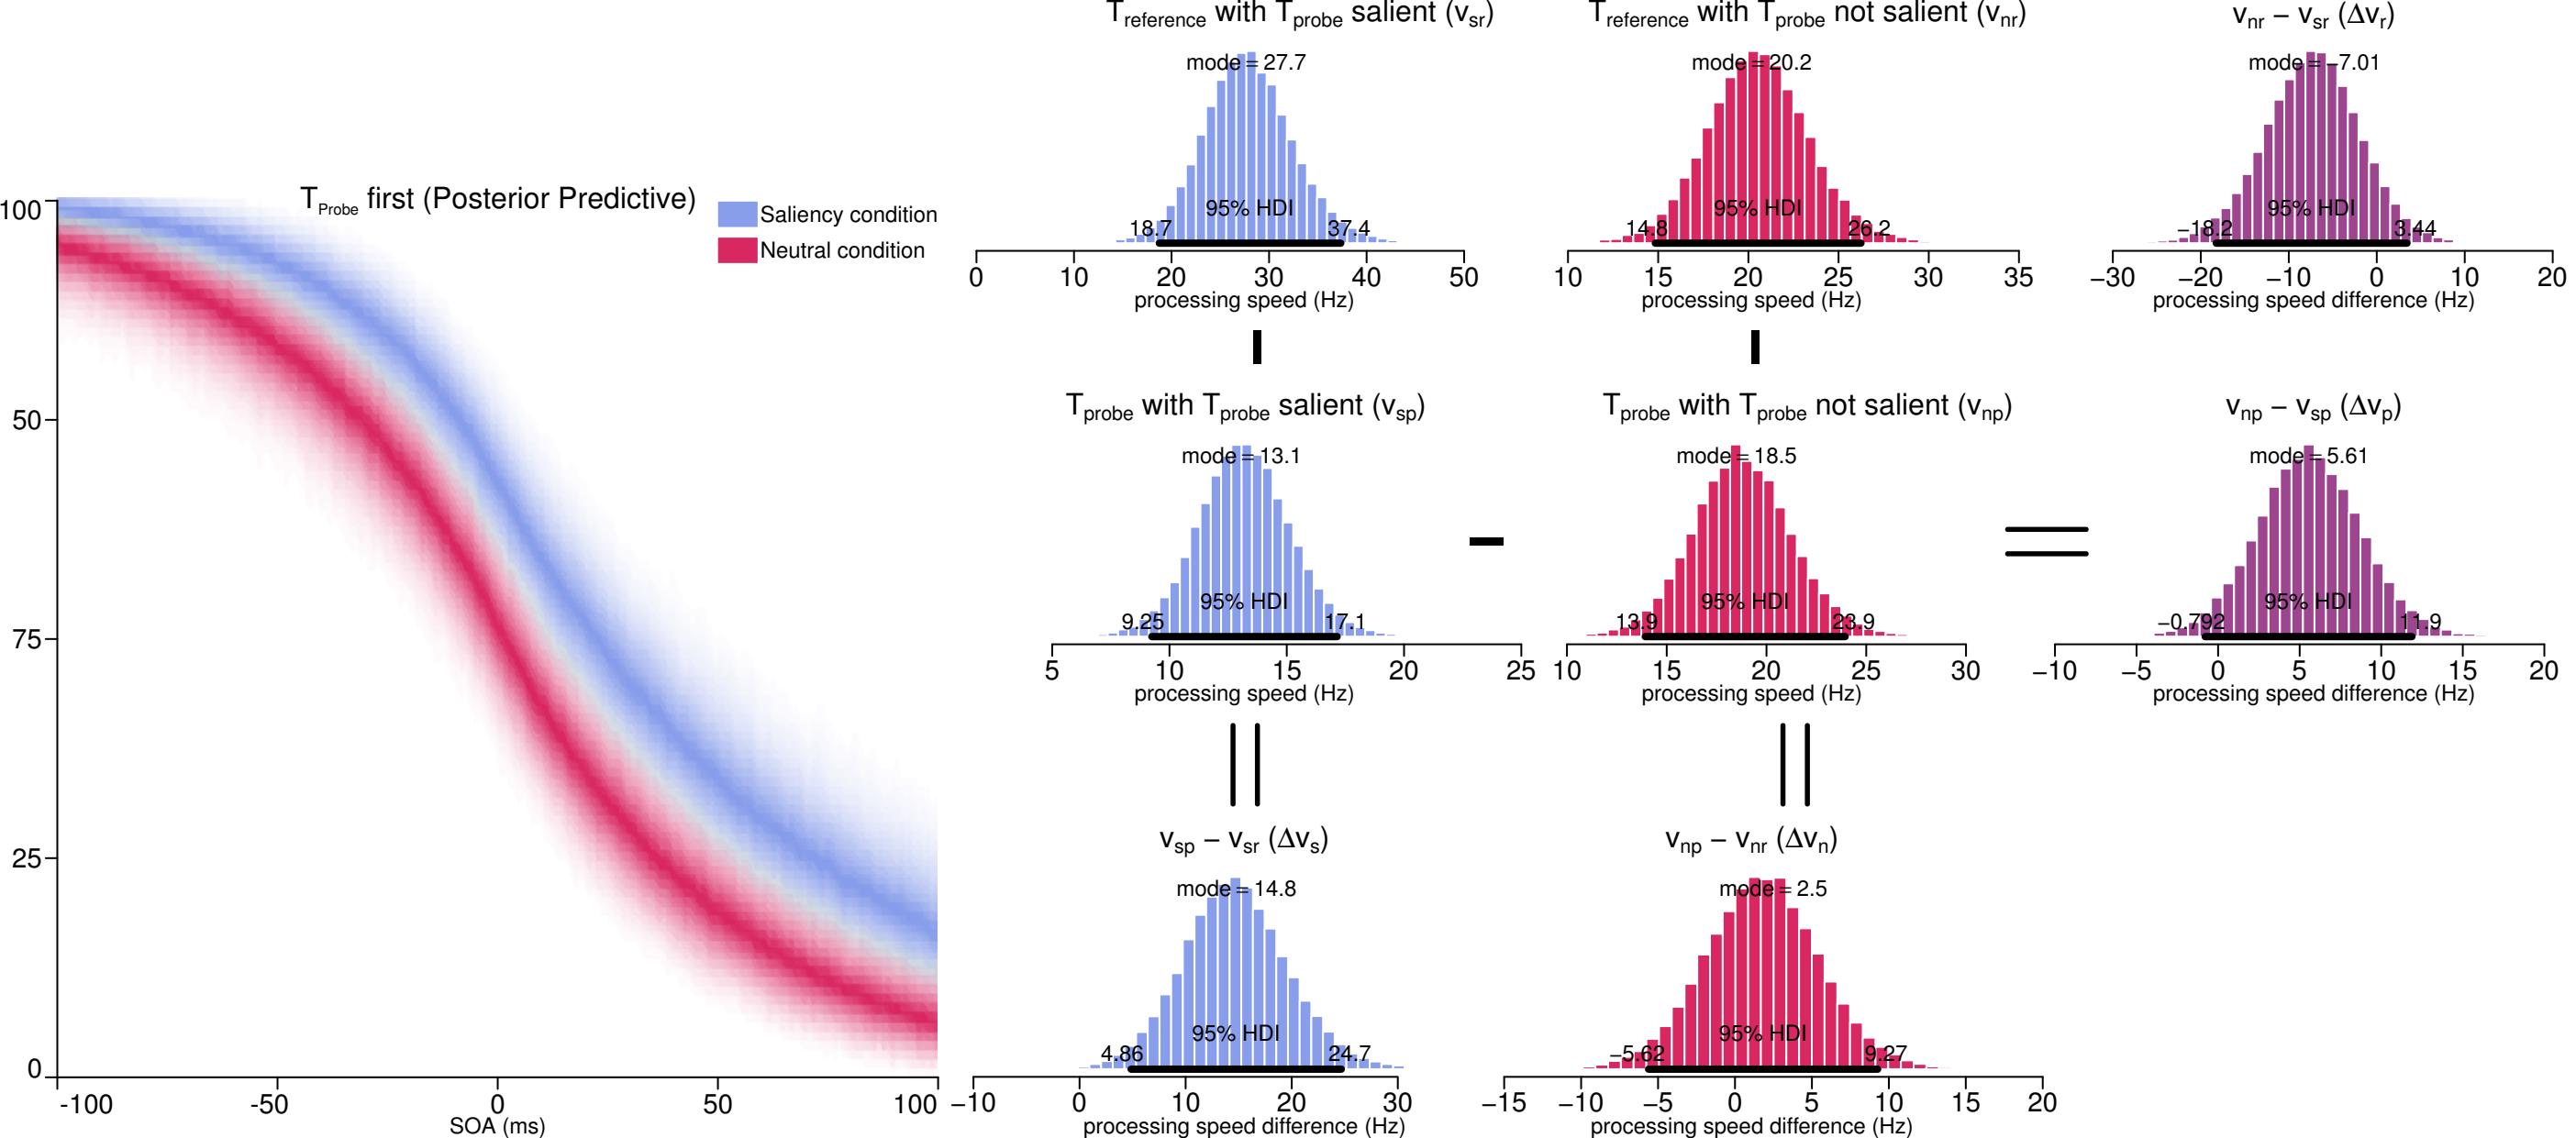 T_Probe first (Posterior Predictive)
Saliency condition
Neutral condition
100
50
75
25
0
-100 -50 0 50 100
SOA (ms)
T_reference with T_probe salient (v_sr)
mode = 27.7
95% HDI
18.7 37.4
0 10 20 30 40 50
processing speed (Hz)
T_reference with T_probe not salient (v_nr)
mode = 20.2
95% HDI
14.8 26.2
10 15 20 25 30 35
processing speed (Hz)
v_nr − v_sr (Δv_r)
mode = −7.01
95% HDI
−18.2 3.44
−30 −20 −10 0 10 20
processing speed difference (Hz)
T_probe with T_probe salient (v_sp)
mode = 13.1
95% HDI
9.25 17.1
5 10 15 20 25
processing speed (Hz)
T_probe with T_probe not salient (v_np)
mode = 18.5
95% HDI
13.9 23.9
10 15 20 25 30
processing speed (Hz)
v_np − v_sp (Δv_p)
mode = 5.61
95% HDI
−0.792 11.9
−10 −5 0 5 10 15 20
processing speed difference (Hz)
v_sp − v_sr (Δv_s)
mode = 14.8
95% HDI
4.86 24.7
−10 0 10 20 30
processing speed difference (Hz)
v_np − v_nr (Δv_n)
mode = 2.5
95% HDI
−5.62 9.27
−15 −10 −5 0 5 10 15 20
processing speed difference (Hz)